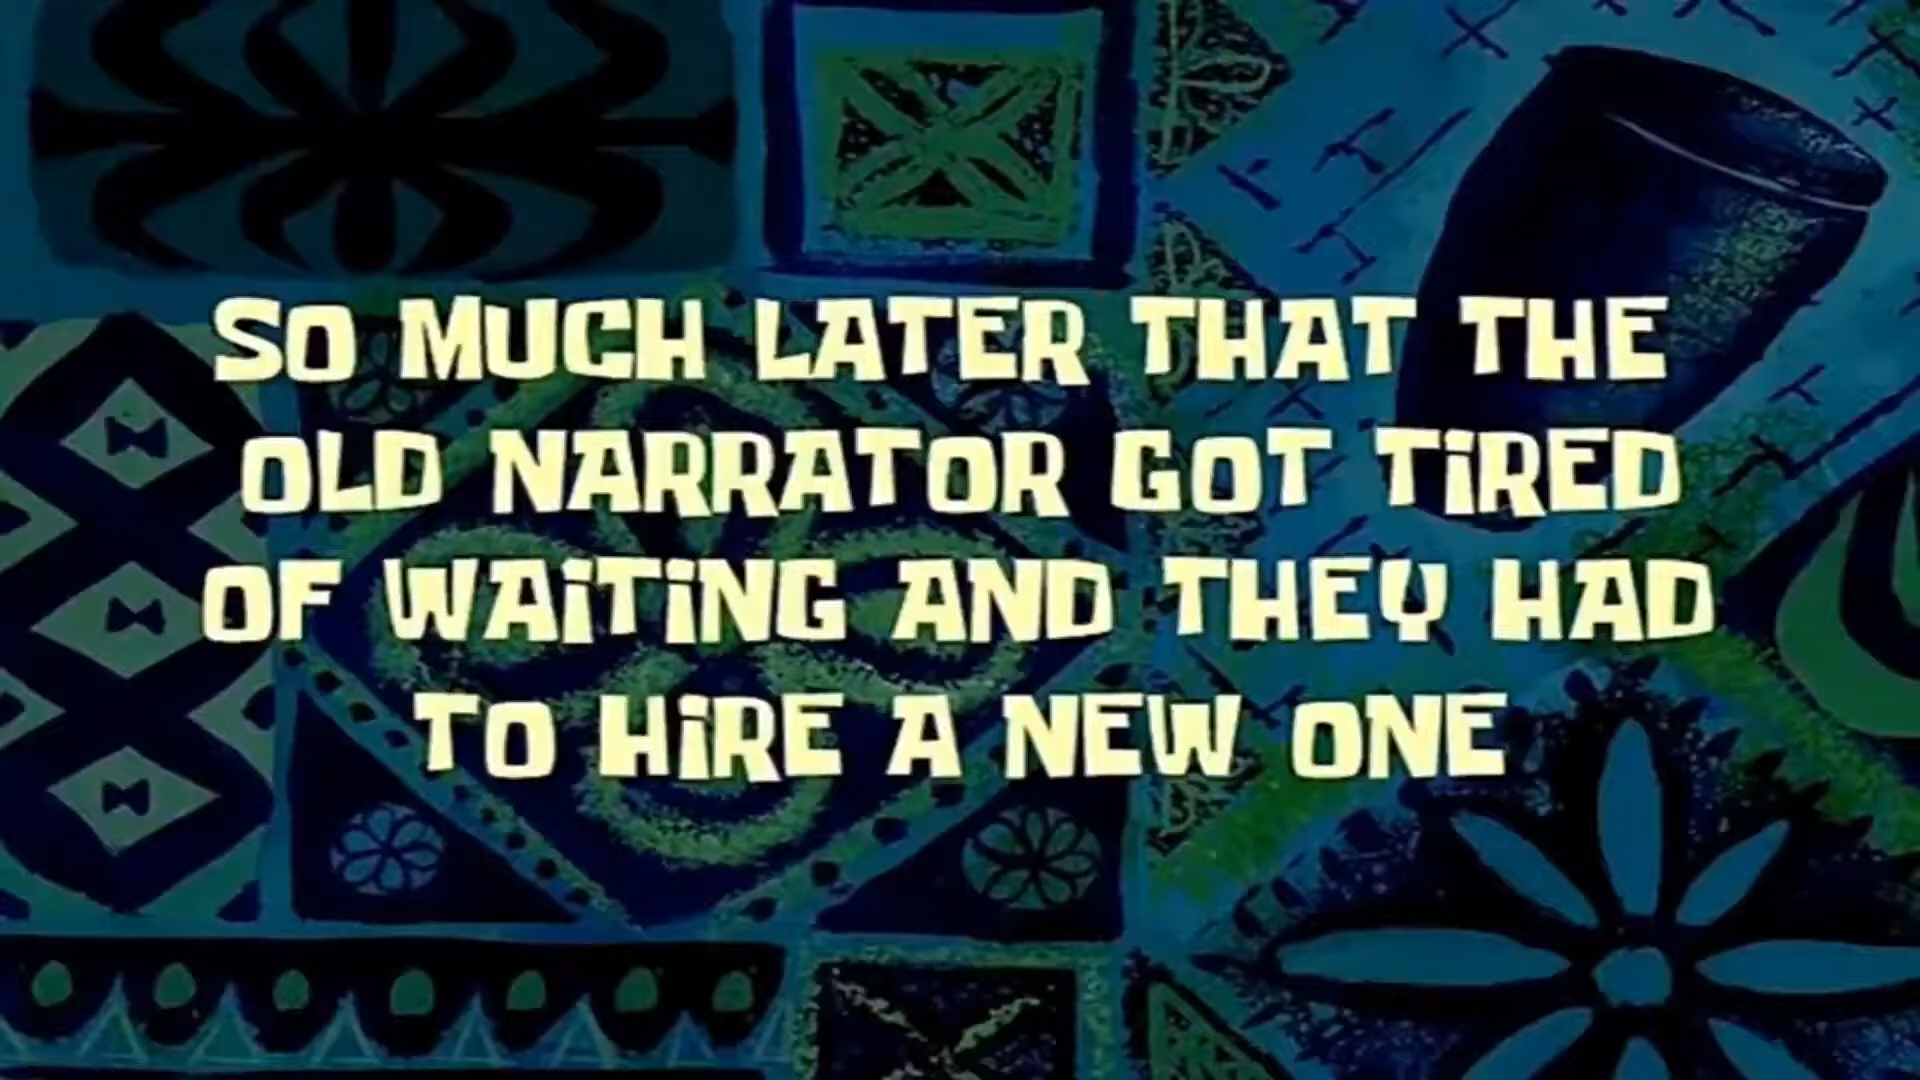 SO MUCH LATER THAT THE
OLD NARRATOR GOT TIRED
OF WAITING AND THEY HAD
TO HIRE A NEW ONE